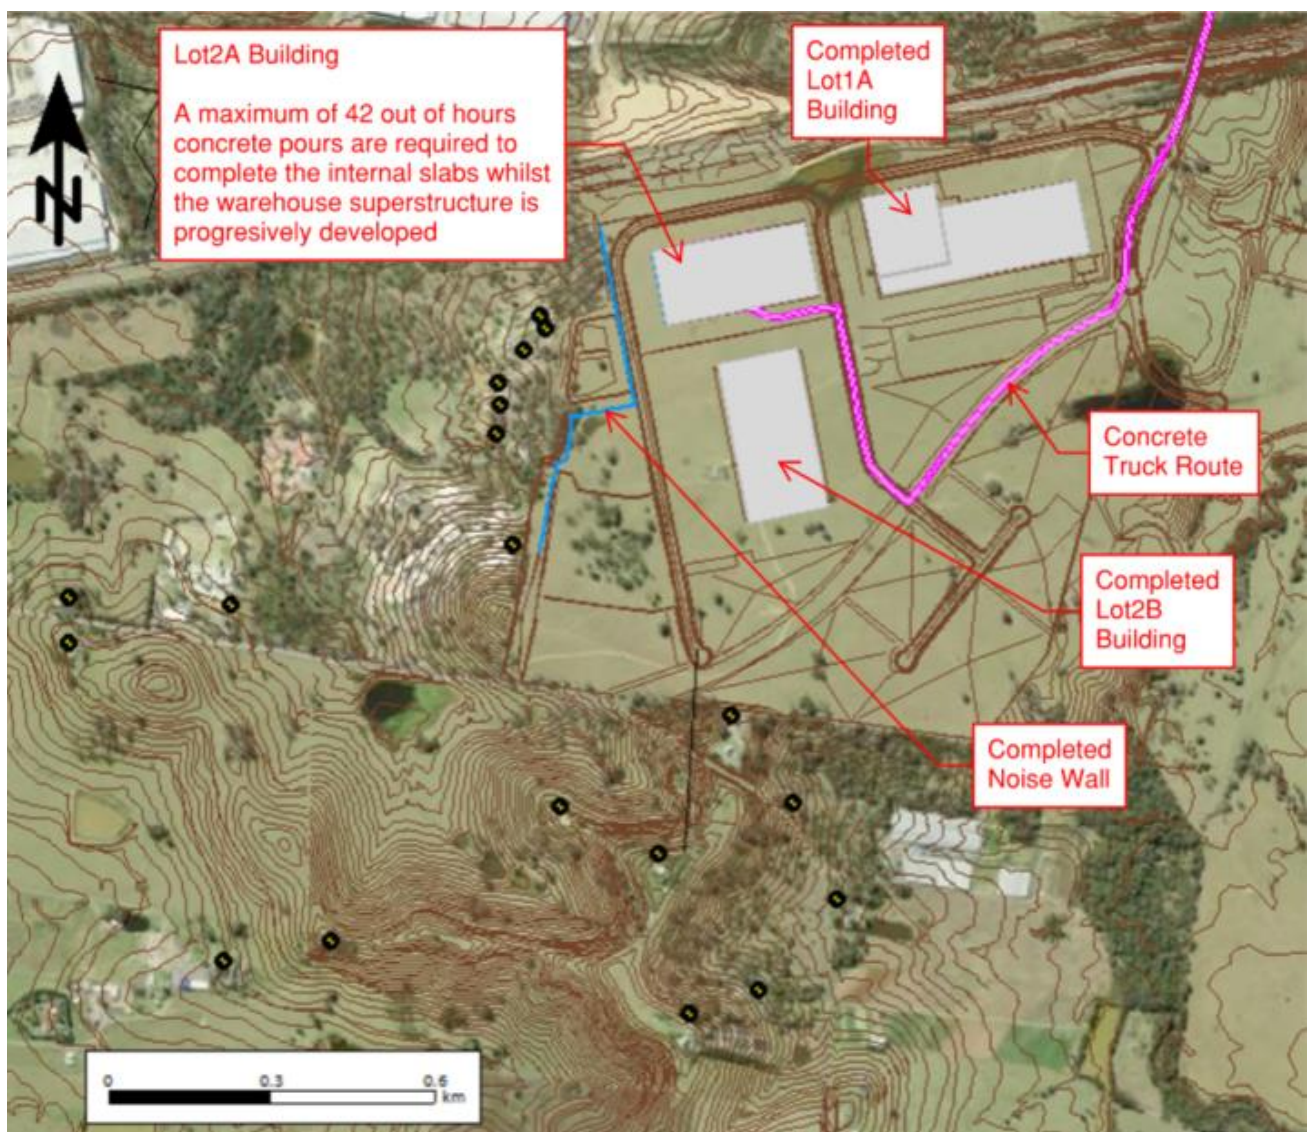 Lot2A Building
A maximum of 42 out of hours
concrete pours are required to
complete the internal slabs whilst
the warehouse superstructure is
progresively developed
Completed
Lot1A
Building
N
Concrete
Truck Route
Completed
Lot2B
Building
Completed
Noise Wall
0 0.3 0.6
km